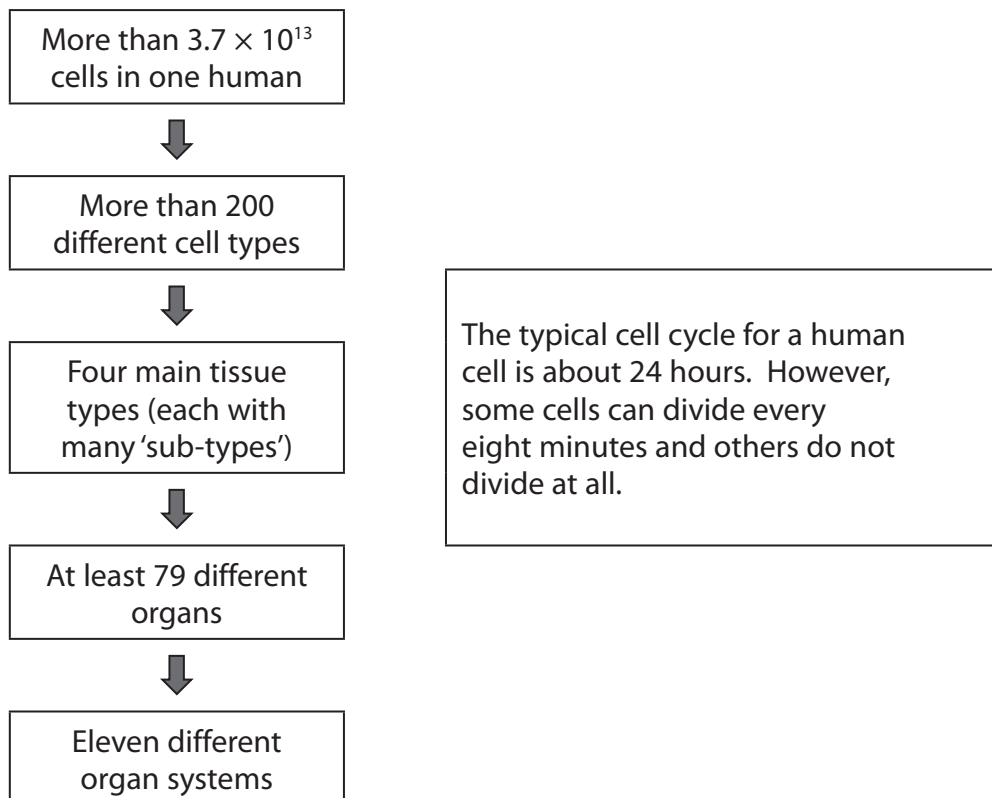 More than 3.7 × 10¹³
cells in one human
More than 200
different cell types
Four main tissue
types (each with
many ‘sub-types’)
At least 79 different
organs
Eleven different
organ systems
The typical cell cycle for a human
cell is about 24 hours.  However,
some cells can divide every
eight minutes and others do not
divide at all.